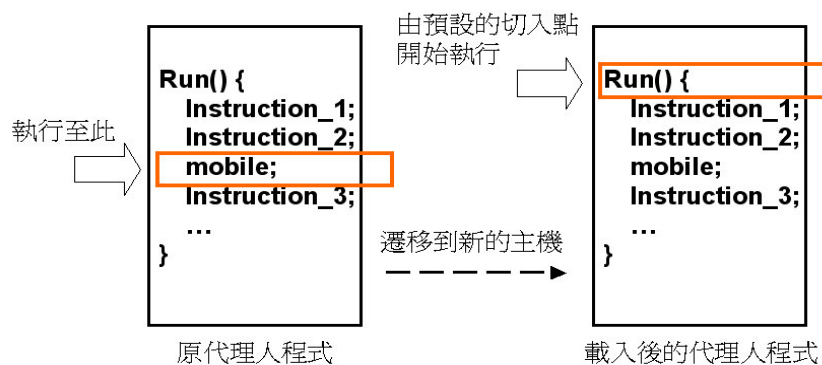 執行至此
Run() {
Instruction_1;
Instruction_2;
mobile;
Instruction_3;
...
}
原代理人程式
遷移到新的主機
由預設的切入點
開始執行
Run() {
Instruction_1;
Instruction_2;
mobile;
Instruction_3;
...
}
載入後的代理人程式